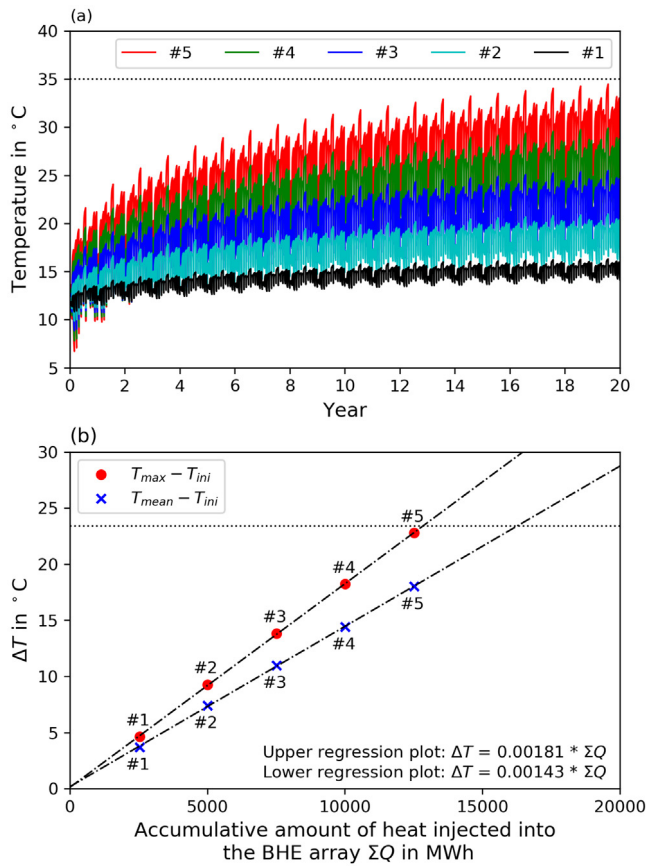 (a)
40
35
30
25
20
15
10
5
Temperature in °C
#5 #4 #3 #2 #1
0 2 4 6 8 10 12 14 16 18 20
Year
(b)
30
25
20
15
10
5
0
ΔT in °C
T_max − T_ini
T_mean − T_ini
#5
#4
#3
#2
#1
#5
#4
#3
#2
#1
Upper regression plot: ΔT = 0.00181 * ΣQ
Lower regression plot: ΔT = 0.00143 * ΣQ
0 5000 10000 15000 20000
Accumulative amount of heat injected into
the BHE array ΣQ in MWh